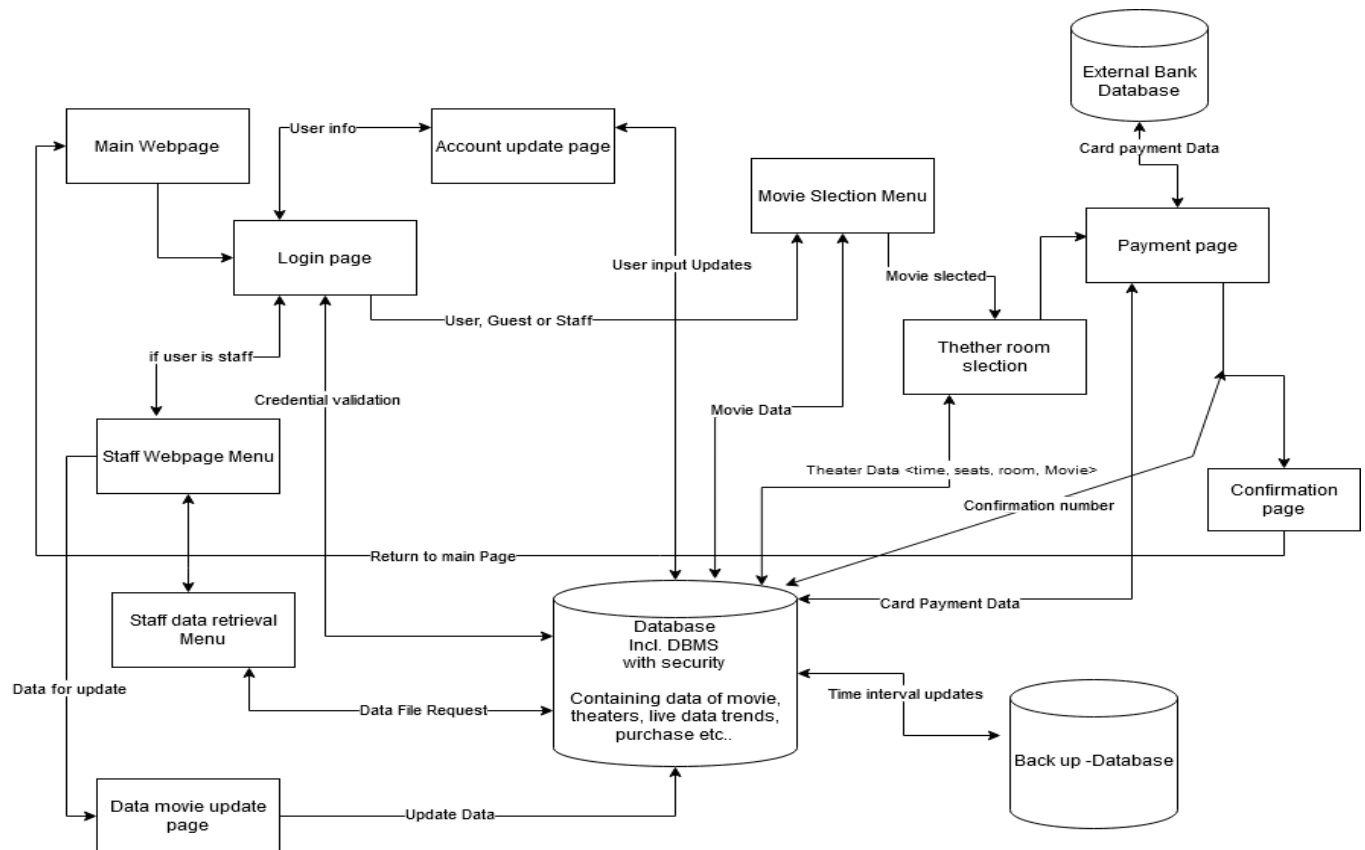 External Bank
Database
Main Webpage
User info
Account update page
Card payment Data
Movie Slection Menu
Login page
User input Updates
Payment page
Movie slected
User, Guest or Staff
Thether room
slection
if user is staff
Credential validation
Movie Data
Staff Webpage Menu
Theater Data <time, seats, room, Movie>
Confirmation number
Confirmation
page
Return to main Page
Staff data retrieval
Menu
Card Payment Data
Database
Incl. DBMS
with security
Containing data of movie,
theaters, live data trends,
purchase etc..
Data for update
Time interval updates
Data File Request
Back up -Database
Data movie update
page
Update Data